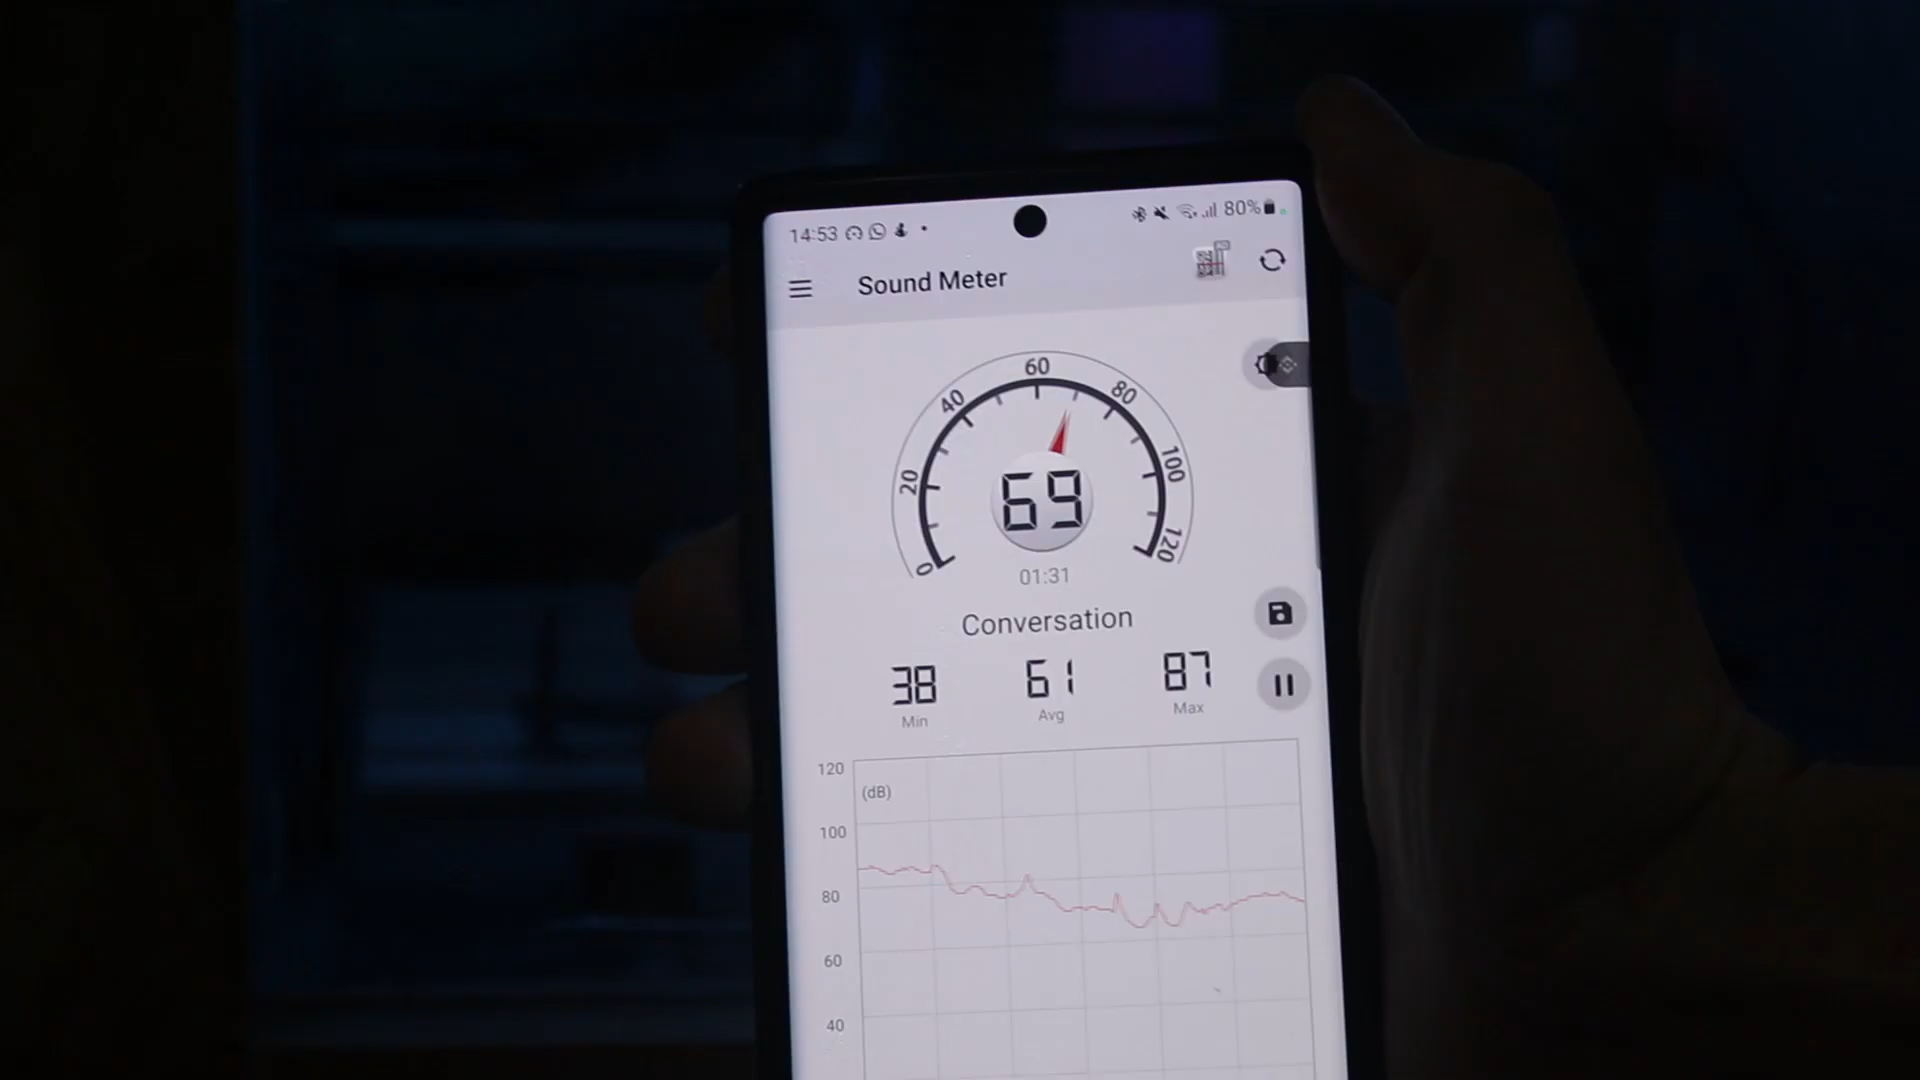 14:53 80%
Sound Meter
0 20 40 60 80 100 120
69
01:31
Conversation
38 61 87
Min Avg Max
120
(dB)
100
80
60
40